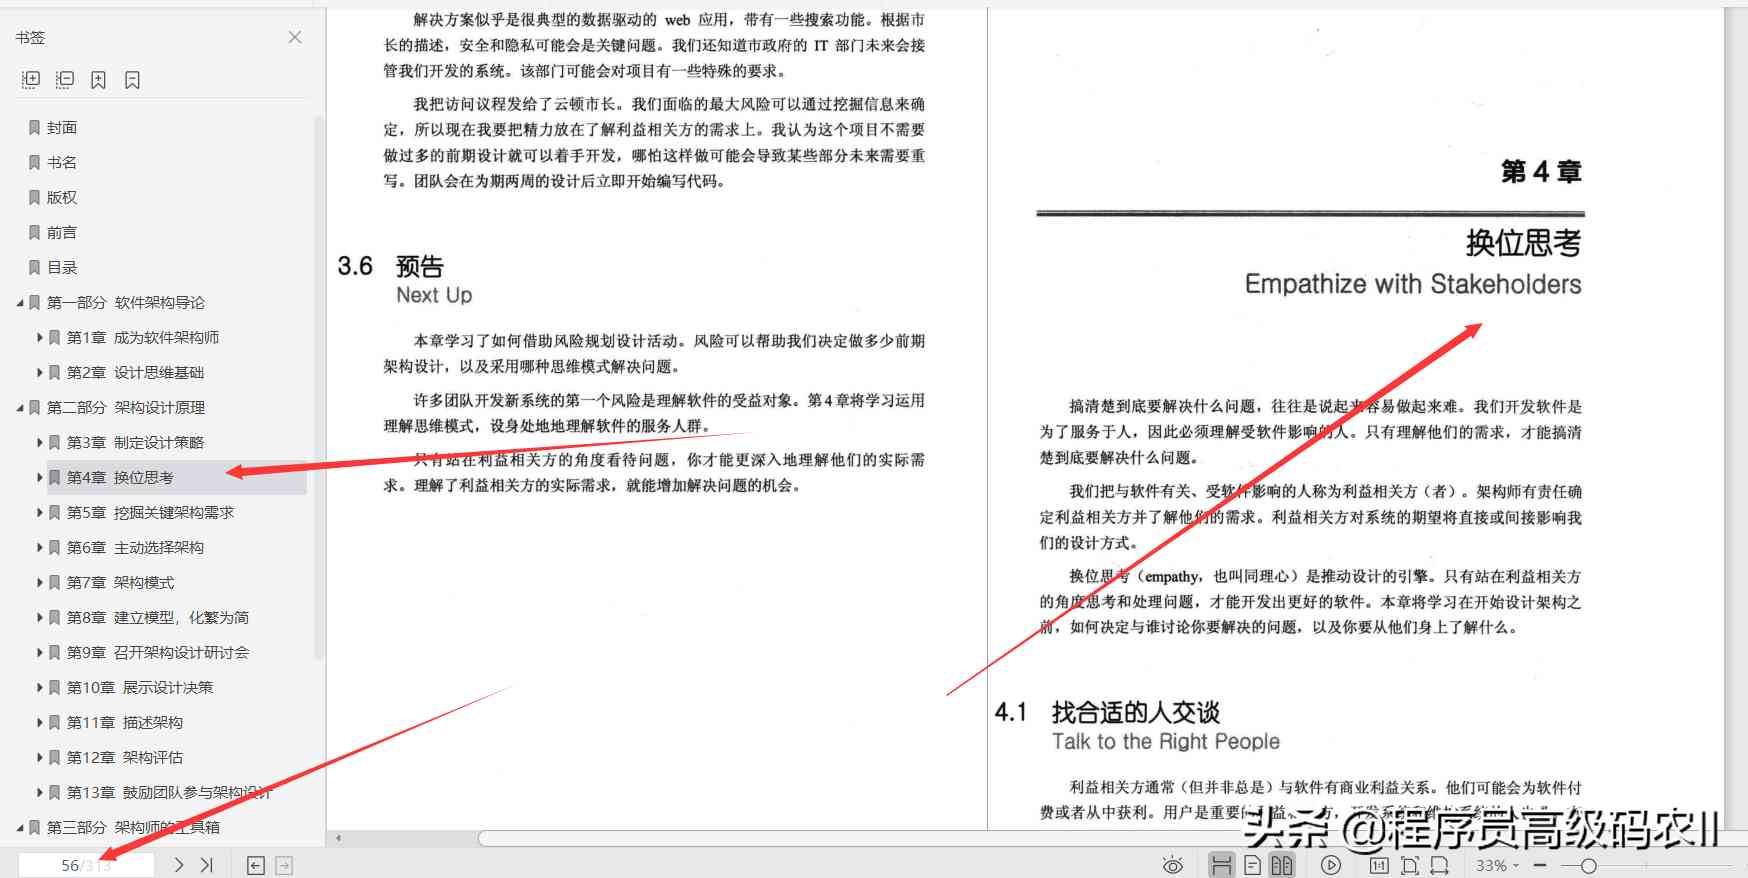 书签
封面
书名
版权
前言
目录
第一部分 软件架构导论
第1章 成为软件架构师
第2章 设计思维基础
第二部分 架构设计原理
第3章 制定设计策略
第4章 换位思考
第5章 挖掘关键架构需求
第6章 主动选择架构
第7章 架构模式
第8章 建立模型，化繁为简
第9章 召开架构设计研讨会
第10章 展示设计决策
第11章 描述架构
第12章 架构评估
第13章 鼓励团队参与架构设计
第三部分 架构师的工具箱
56/313
解决方案似乎是很典型的数据驱动的 web 应用，带有一些搜索功能。根据市
长的描述，安全和隐私可能会是关键问题。我们还知道市政府的 IT 部门未来会接
管我们开发的系统。该部门可能会对项目有一些特殊的要求。
我把访问议程发给了云顿市长。我们面临的最大风险可以通过挖掘信息来确
定，所以现在我要把精力放在了解利益相关方的需求上。我认为这个项目不需要
做过多的前期设计就可以着手开发，哪怕这样做可能会导致某些部分未来需要重
写。团队会在为期两周的设计后立即开始编写代码。
3.6 预告
Next Up
本章学习了如何借助风险规划设计活动。风险可以帮助我们决定做多少前期
架构设计，以及采用哪种思维模式解决问题。
许多团队开发新系统的第一个风险是理解软件的受益对象。第4章将学习运用
理解思维模式，设身处地地理解软件的服务人群。
只有站在利益相关方的角度看待问题，你才能更深入地理解他们的实际需
求。理解了利益相关方的实际需求，就能增加解决问题的机会。
第 4 章
换位思考
Empathize with Stakeholders
搞清楚到底要解决什么问题，往往是说起来容易做起来难。我们开发软件是
为了服务于人，因此必须理解受软件影响的人。只有理解他们的需求，才能搞清
楚到底要解决什么问题。
我们把与软件有关、受软件影响的人称为利益相关方（者）。架构师有责任确
定利益相关方并了解他们的需求。利益相关方对系统的期望将直接或间接影响我
们的设计方式。
换位思考（empathy，也叫同理心）是推动设计的引擎。只有站在利益相关方
的角度思考和处理问题，才能开发出更好的软件。本章将学习在开始设计架构之
前，如何决定与谁讨论你要解决的问题，以及你要从他们身上了解什么。
4.1 找合适的人交谈
Talk to the Right People
利益相关方通常（但并非总是）与软件有商业利益关系。他们可能会为软件付
费或者从中获利。用户是重要的利益
头条 @程序员高级码农II
1:1
33%